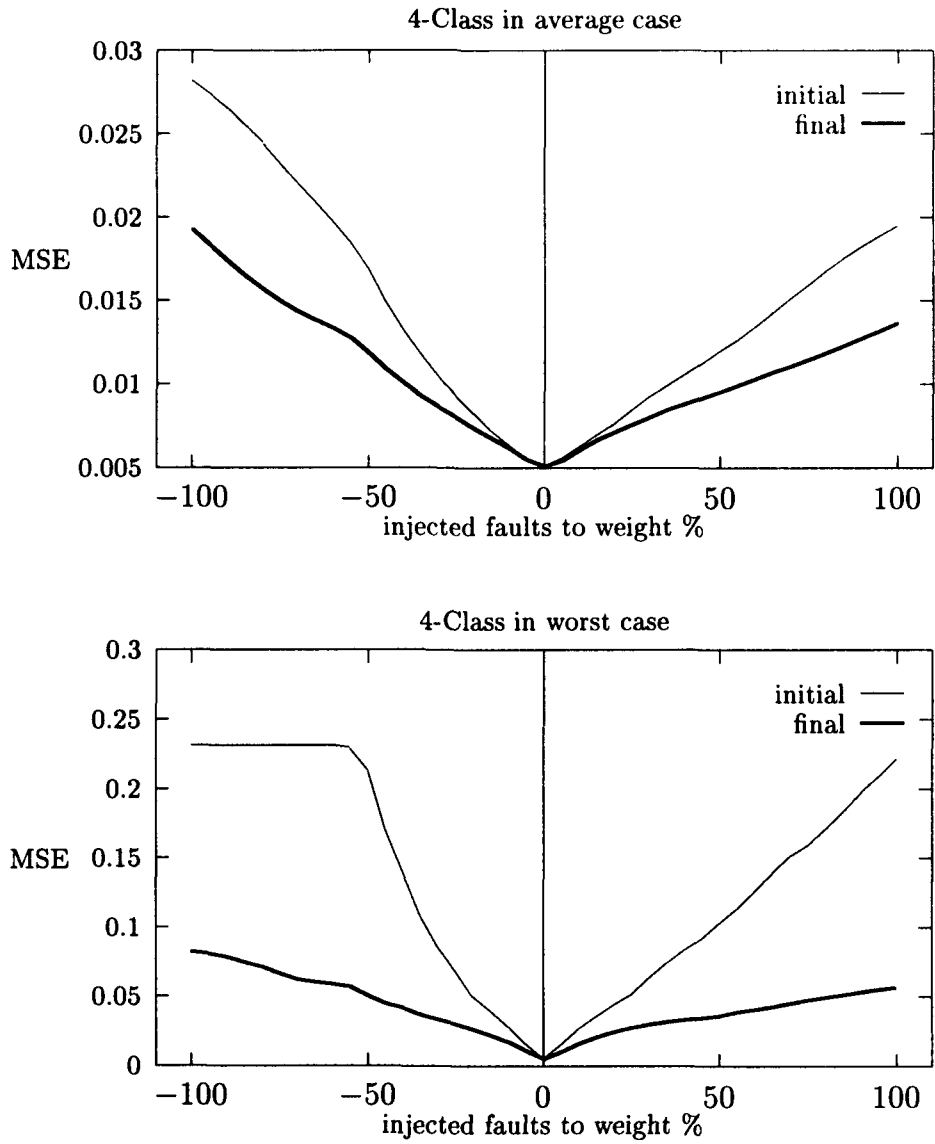 4-Class in average case
0.03
0.025
0.02
MSE
0.015
0.01
0.005
initial
final
−100 −50 0 50 100
injected faults to weight %
4-Class in worst case
0.3
0.25
0.2
MSE
0.15
0.1
0.05
0
initial
final
−100 −50 0 50 100
injected faults to weight %